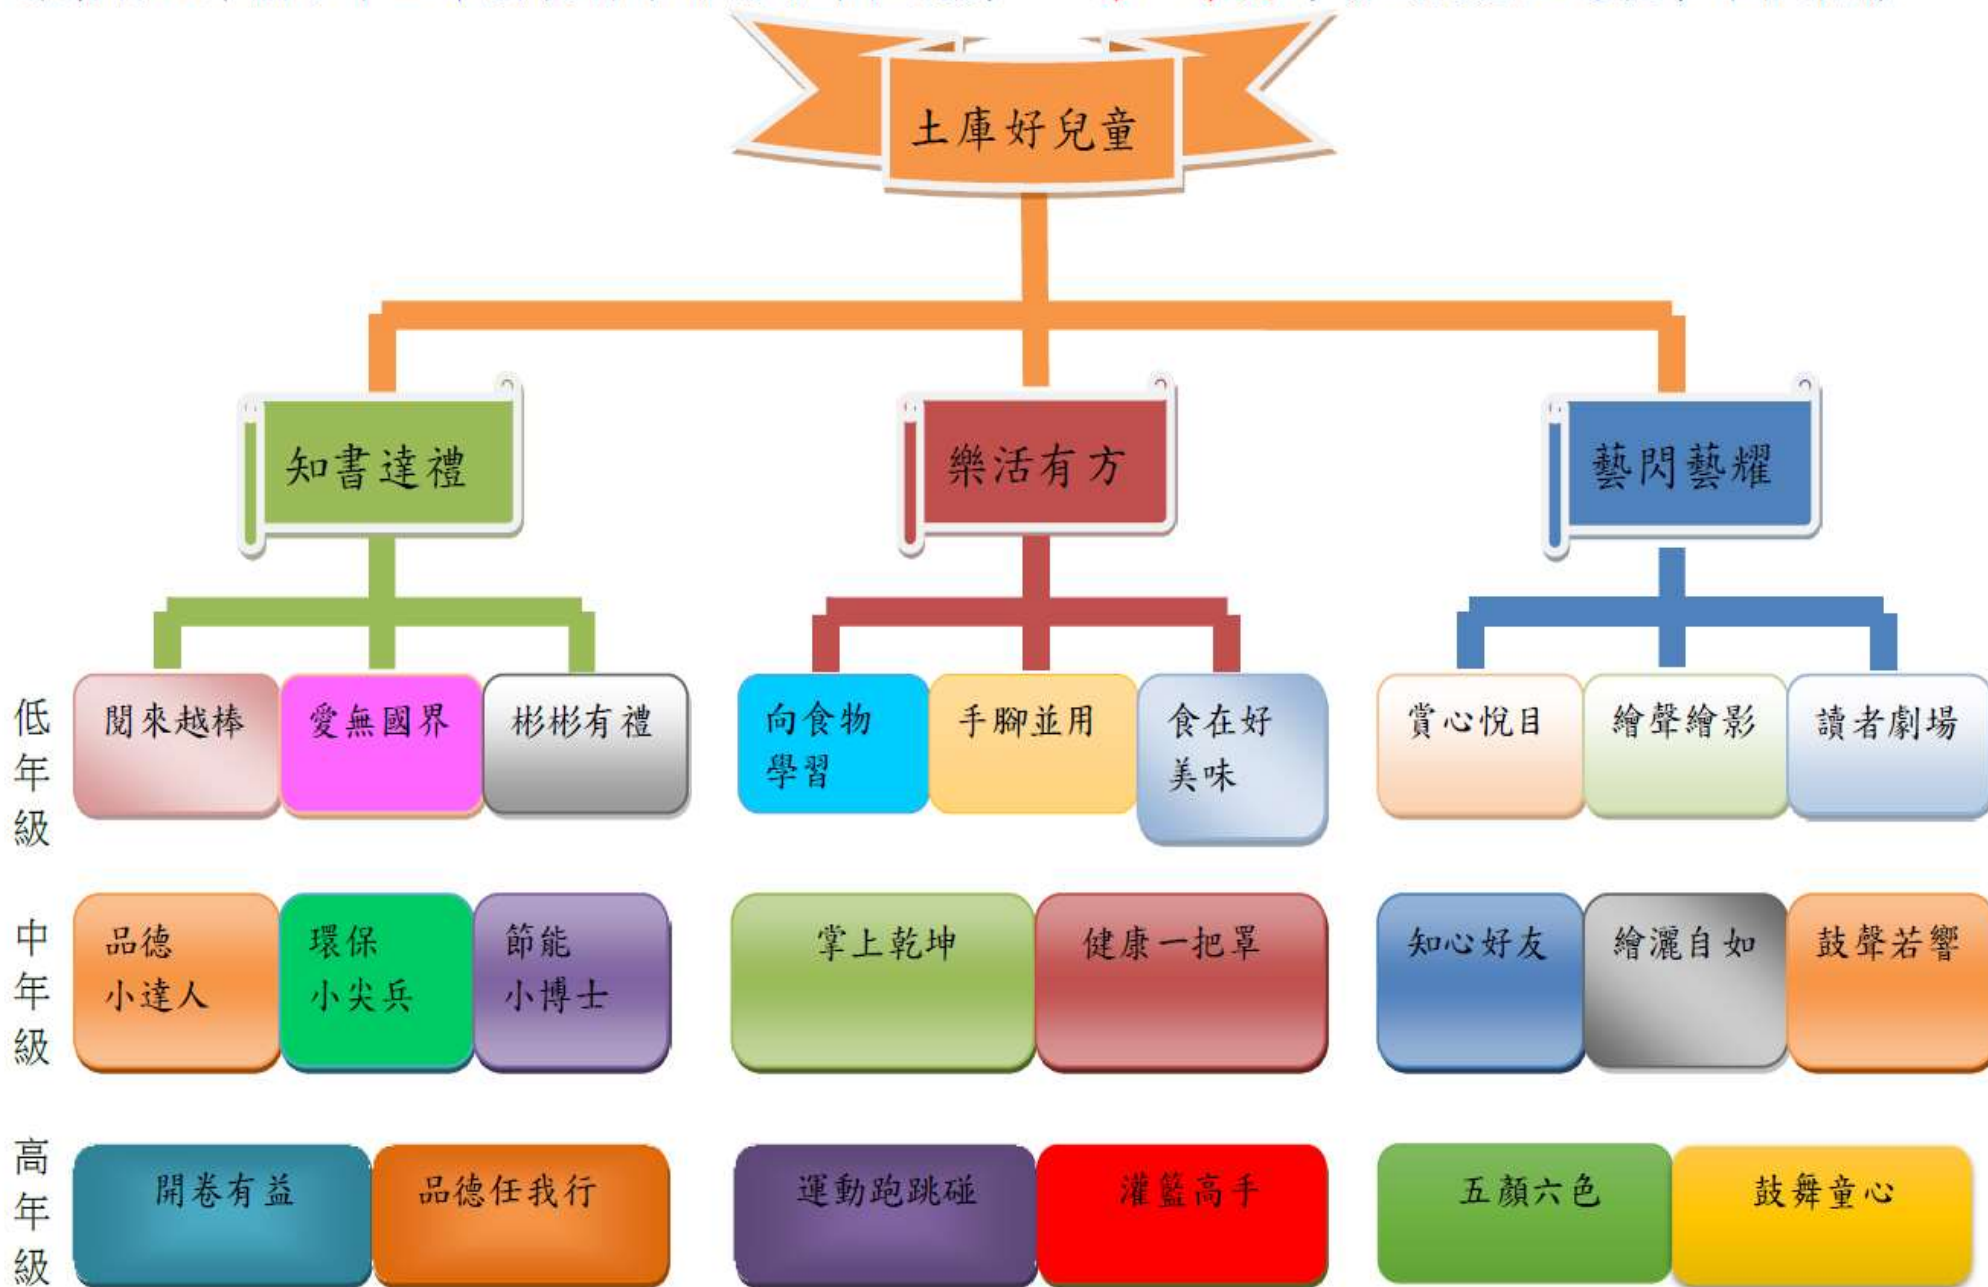 土庫好兒童
知書達禮
樂活有方
藝閃藝耀
低年級
閱來越棒
愛無國界
彬彬有禮
向食物
學習
手腳並用
食在好
美味
賞心悅目
繪聲繪影
讀者劇場
中年級
品德
小達人
環保
小尖兵
節能
小博士
掌上乾坤
健康一把罩
知心好友
繪灑自如
鼓聲若響
高年級
開卷有益
品德任我行
運動跑跳碰
灌籃高手
五顏六色
鼓舞童心